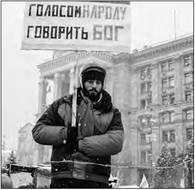 ГОЛОСОМ НАРОДУ
ГОВОРИТЬ БОГ